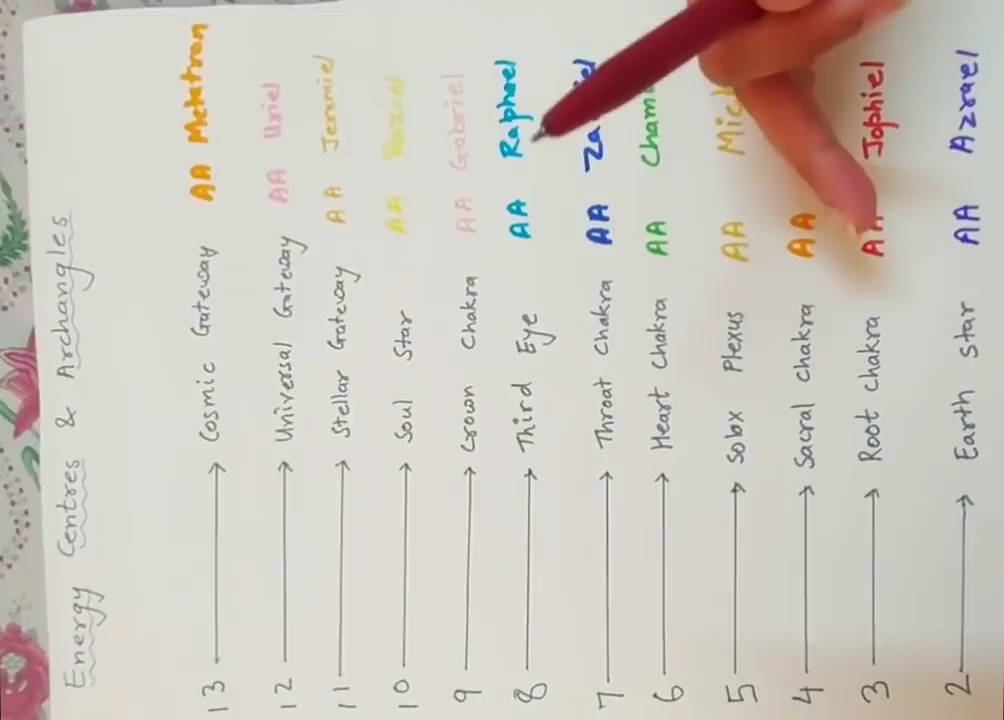 Energy Centres & Archangles
13 → Cosmic Gateway AA Metatron
12 → Universal Gateway AA Uriel
11 → Stellar Gateway AA Jeremiel
10 → Soul Star AA Raziel
9 → Crown Chakra AA Gabriel
8 → Third Eye AA Raphael
7 → Throat Chakra AA
6 → Heart Chakra AA
5 → Solar Plexus AA
4 → Sacral Chakra AA
3 → Root Chakra AA Jophiel
2 → Earth Star AA Azrael